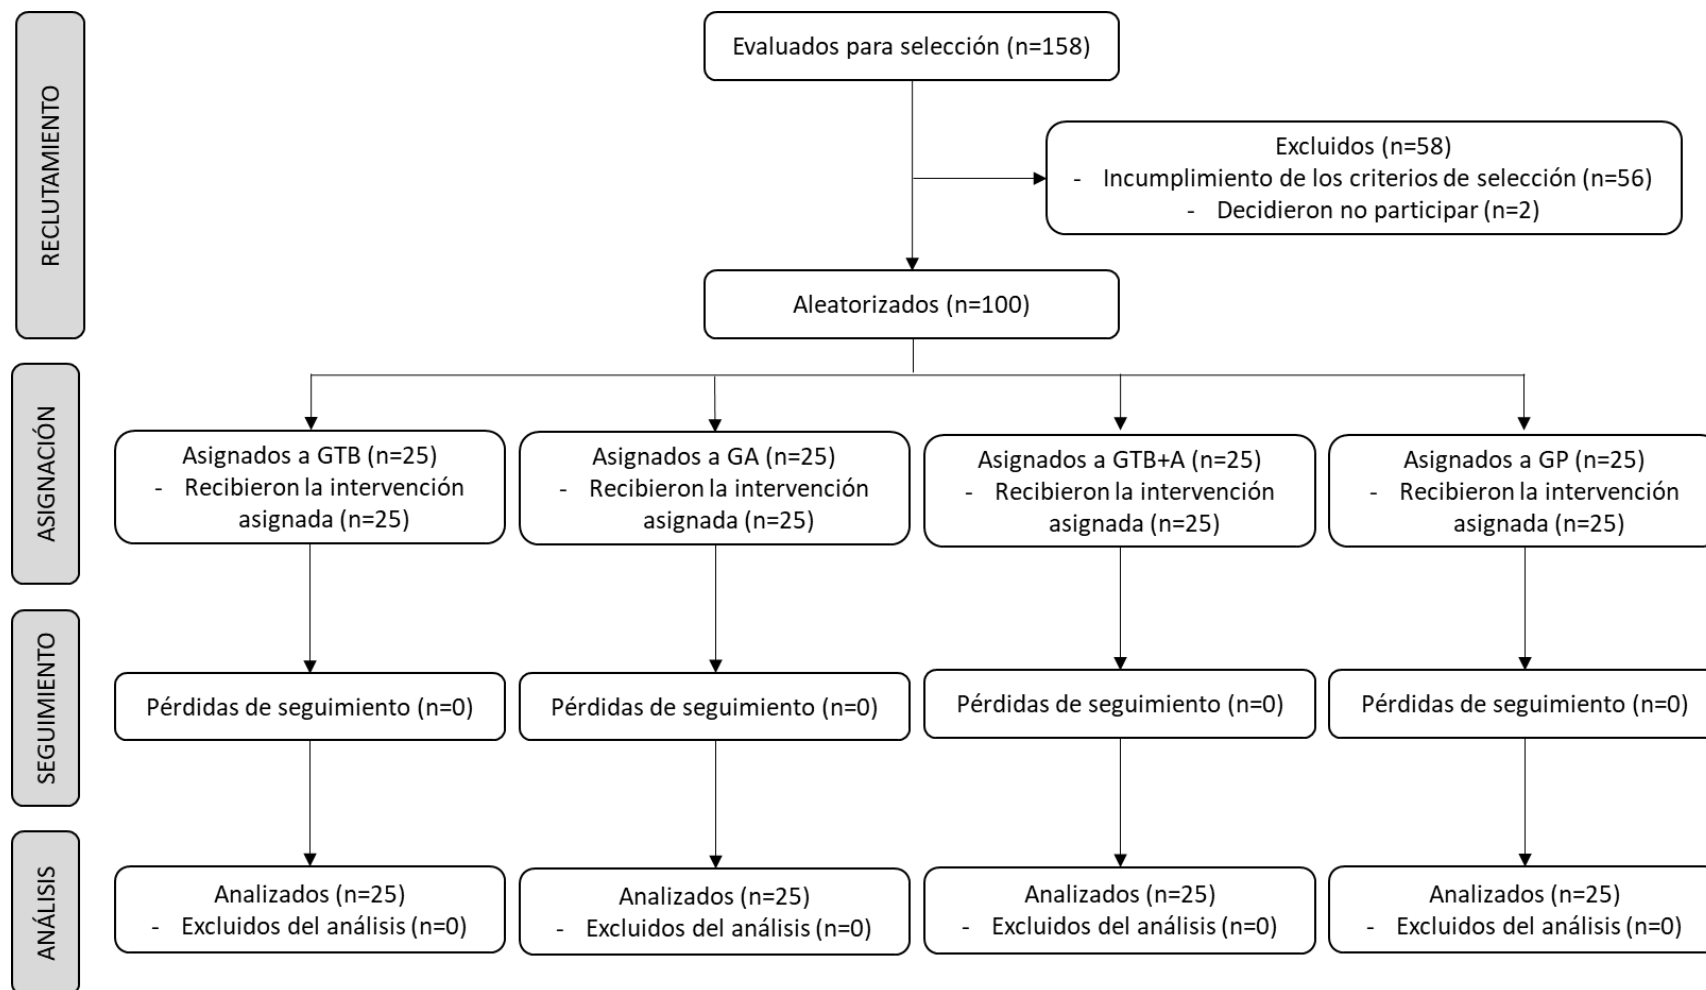 RECLUTAMIENTO
Evaluados para selección (n=158)
Excluidos (n=58)
- Incumplimiento de los criterios de selección (n=56)
- Decidieron no participar (n=2)
Aleatorizados (n=100)
ASIGNACIÓN
Asignados a GTB (n=25)
- Recibieron la intervención
asignada (n=25)
Asignados a GA (n=25)
- Recibieron la intervención
asignada (n=25)
Asignados a GTB+A (n=25)
- Recibieron la intervención
asignada (n=25)
Asignados a GP (n=25)
- Recibieron la intervención
asignada (n=25)
SEGUIMIENTO
Pérdidas de seguimiento (n=0)
Pérdidas de seguimiento (n=0)
Pérdidas de seguimiento (n=0)
Pérdidas de seguimiento (n=0)
ANÁLISIS
Analizados (n=25)
- Excluidos del análisis (n=0)
Analizados (n=25)
- Excluidos del análisis (n=0)
Analizados (n=25)
- Excluidos del análisis (n=0)
Analizados (n=25)
- Excluidos del análisis (n=0)